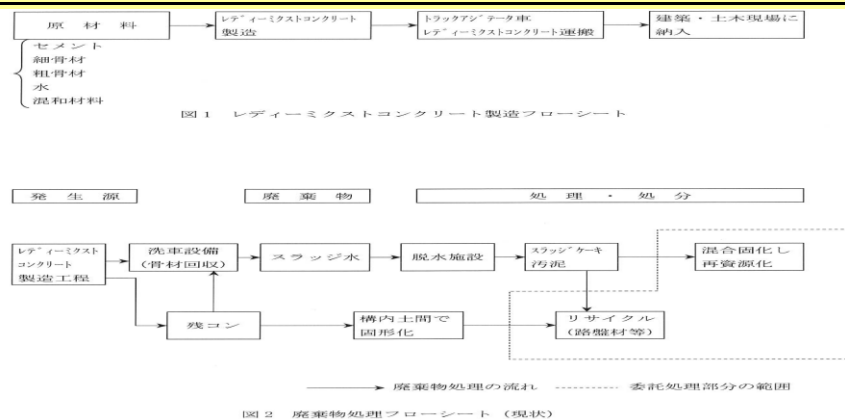 原材料
レディーミクストコンクリート
製造
トラックアジテータ車
レディーミクストコンクリート運搬
建築・土木現場に
納入
セメント
細骨材
粗骨材
水
混和材料
図1 レディーミクストコンクリート製造フローシート
発生源
廃棄物
処理・処分
レディーミクスト
コンクリート
製造工程
洗車設備
(骨材回収)
スラッジ水
脱水施設
スラッジケーキ
汚泥
混合固化し
再資源化
残コン
構内土間で
固形化
リサイクル
(路盤材等)
廃棄物処理の流れ
委託処理部分の範囲
図2 廃棄物処理フローシート(現状)